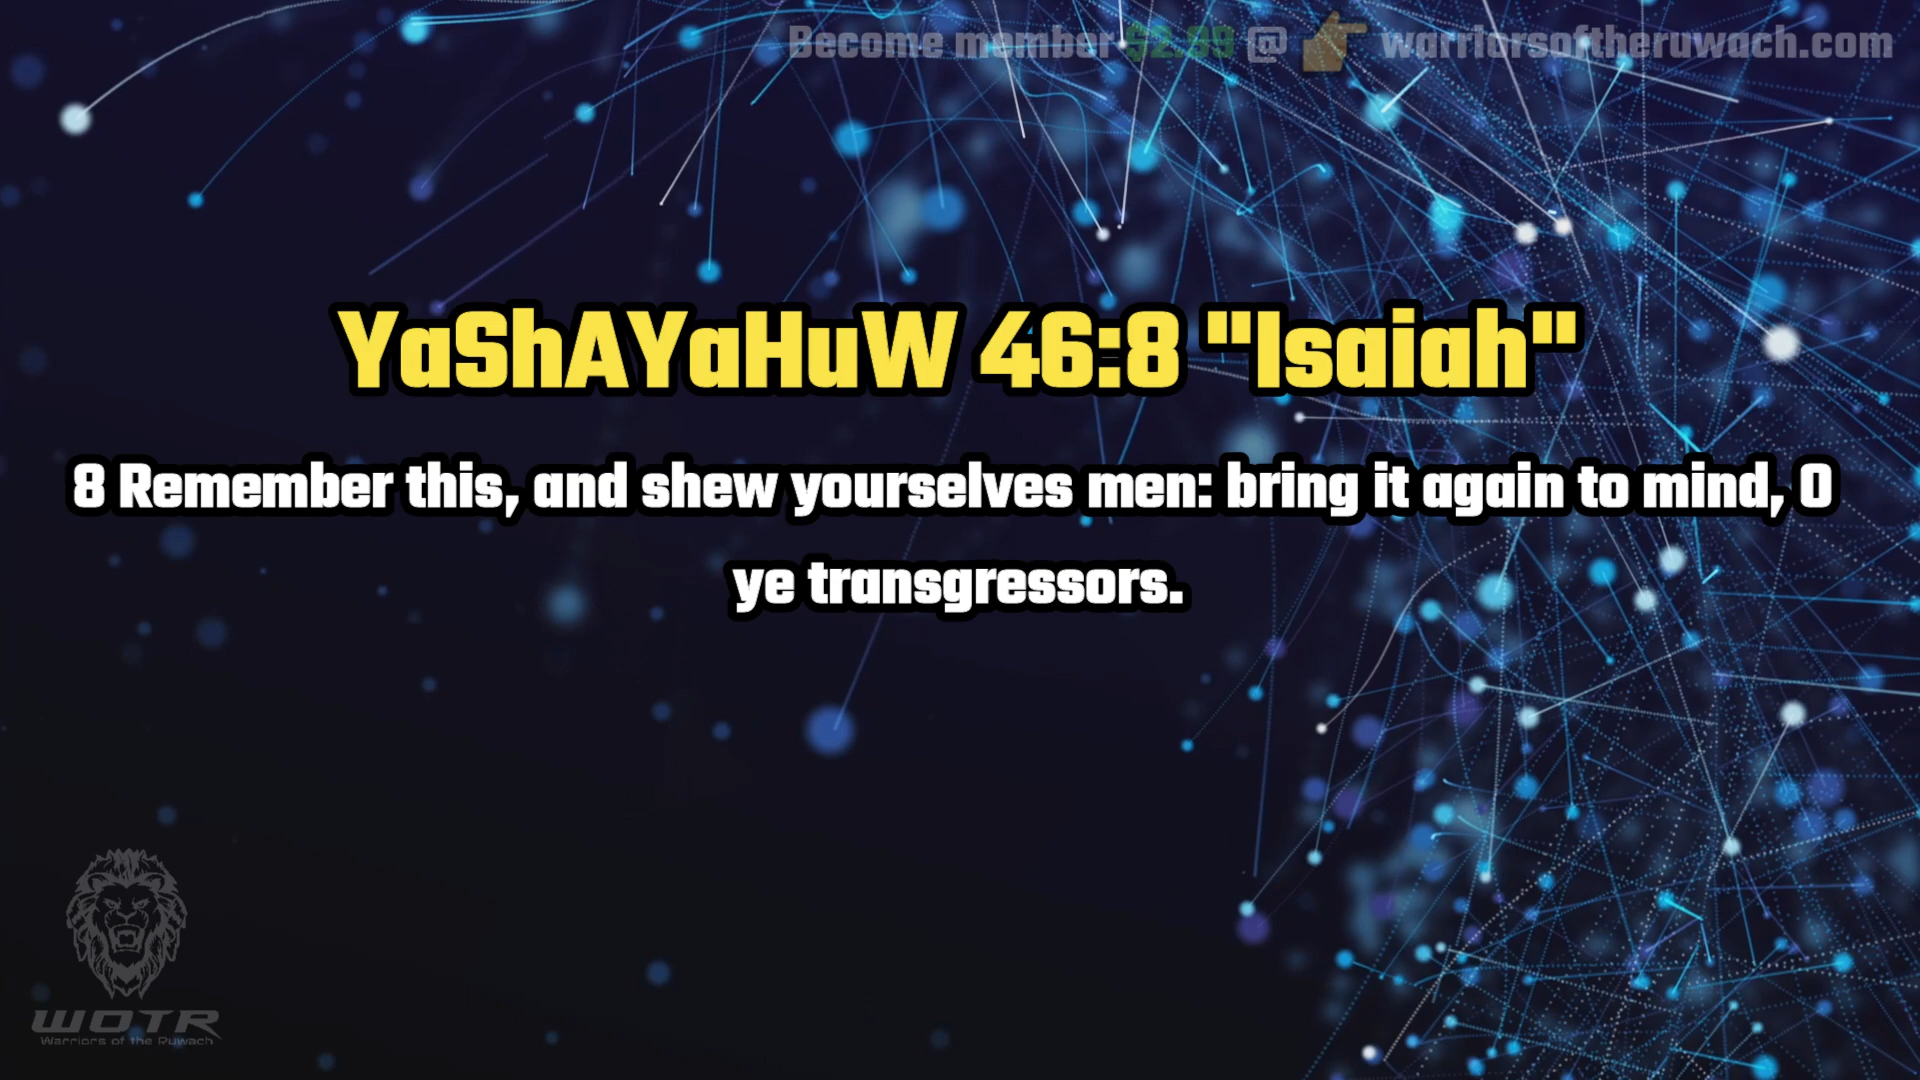 Become member $2.99 @ 👉 warriorsoftheruwach.com
YaShAYaHuW 46:8 "Isaiah"
8 Remember this, and shew yourselves men: bring it again to mind, O
ye transgressors.
WOTR
Warriors of the Ruwach